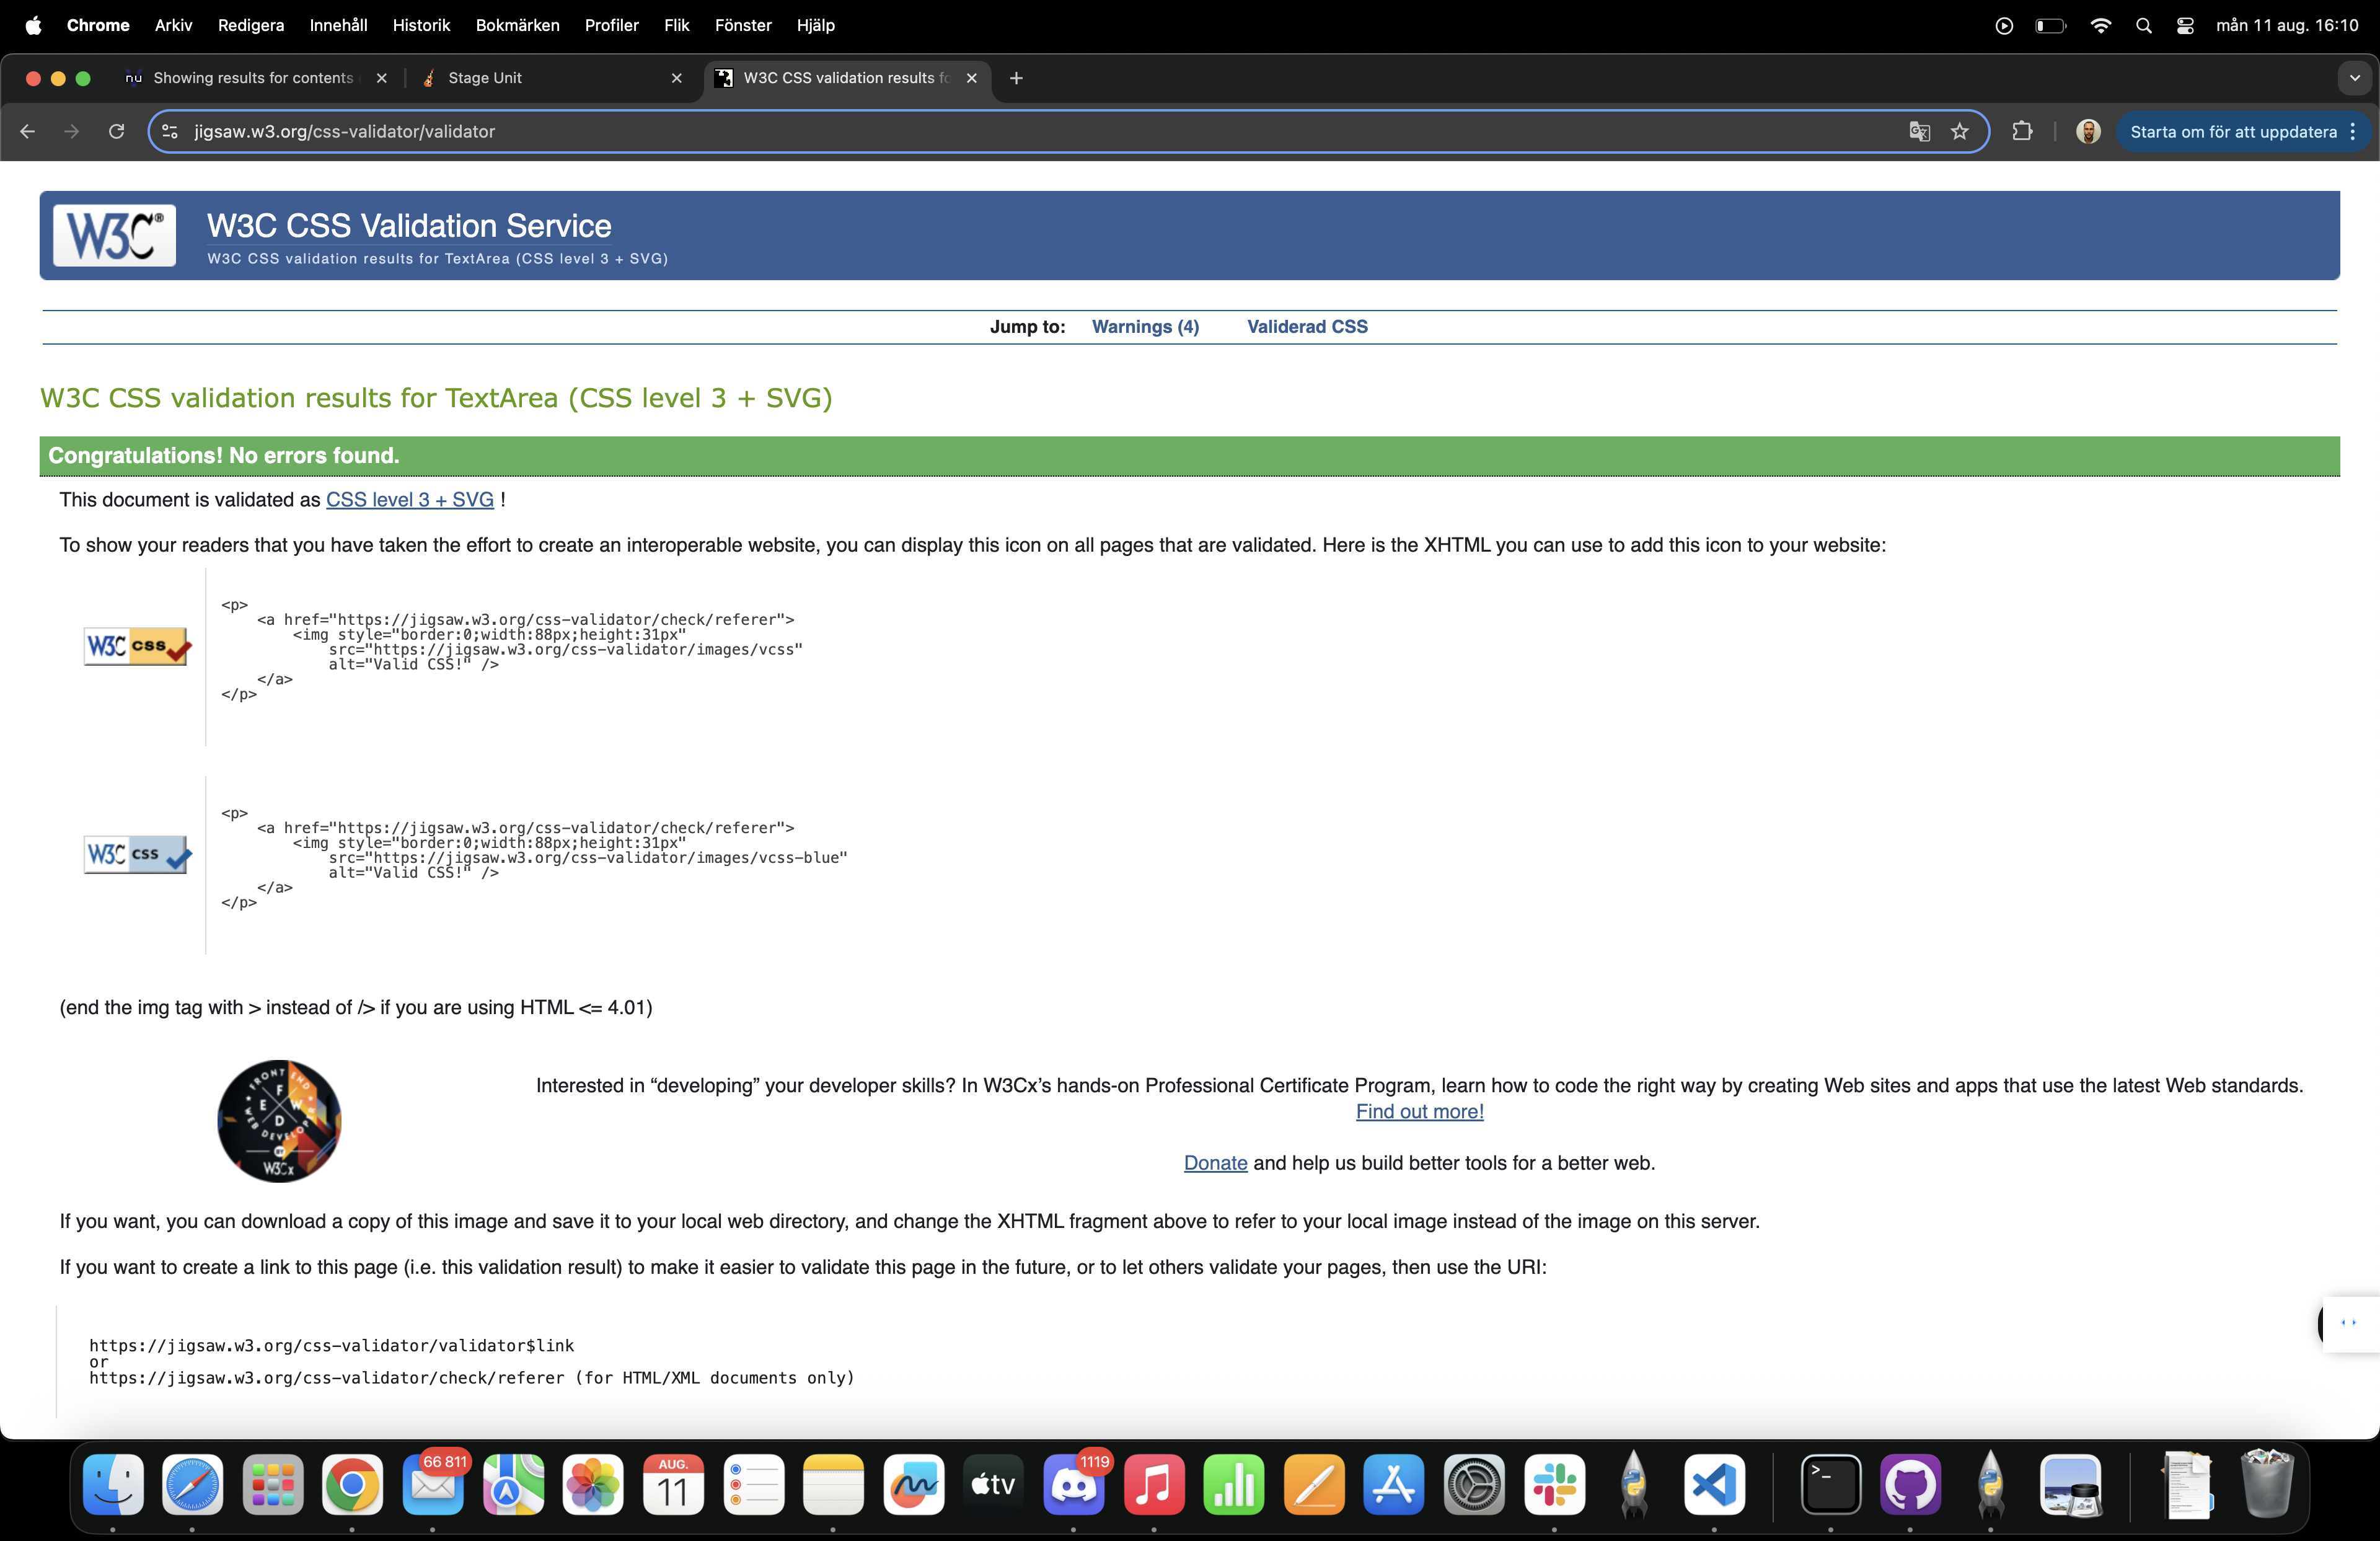 Chrome Arkiv Redigera Innehåll Historik Bokmärken Profiler Flik Fönster Hjälp mån 11 aug. 16:10
nu Showing results for contents Stage Unit W3C CSS validation results fo
jigsaw.w3.org/css-validator/validator Starta om för att uppdatera
W3C® W3C CSS Validation Service
W3C CSS validation results for TextArea (CSS level 3 + SVG)
Jump to: Warnings (4) Validerad CSS
W3C CSS validation results for TextArea (CSS level 3 + SVG)
Congratulations! No errors found.
This document is validated as CSS level 3 + SVG !
To show your readers that you have taken the effort to create an interoperable website, you can display this icon on all pages that are validated. Here is the XHTML you can use to add this icon to your website:
W3C css
<p>
<a href="https://jigsaw.w3.org/css-validator/check/referer">
<img style="border:0;width:88px;height:31px"
src="https://jigsaw.w3.org/css-validator/images/vcss"
alt="Valid CSS!" />
</a>
</p>
W3C css
<p>
<a href="https://jigsaw.w3.org/css-validator/check/referer">
<img style="border:0;width:88px;height:31px"
src="https://jigsaw.w3.org/css-validator/images/vcss-blue"
alt="Valid CSS!" />
</a>
</p>
(end the img tag with > instead of /> if you are using HTML <= 4.01)
FRONT END
F E W D
WEB DEVELOP
BY
W3Cx
Interested in “developing” your developer skills? In W3Cx’s hands-on Professional Certificate Program, learn how to code the right way by creating Web sites and apps that use the latest Web standards.
Find out more!
Donate and help us build better tools for a better web.
If you want, you can download a copy of this image and save it to your local web directory, and change the XHTML fragment above to refer to your local image instead of the image on this server.
If you want to create a link to this page (i.e. this validation result) to make it easier to validate this page in the future, or to let others validate your pages, then use the URI:
https://jigsaw.w3.org/css-validator/validator$link
or
https://jigsaw.w3.org/css-validator/check/referer (for HTML/XML documents only)
66 811 AUG. 11 tv 1119 >_